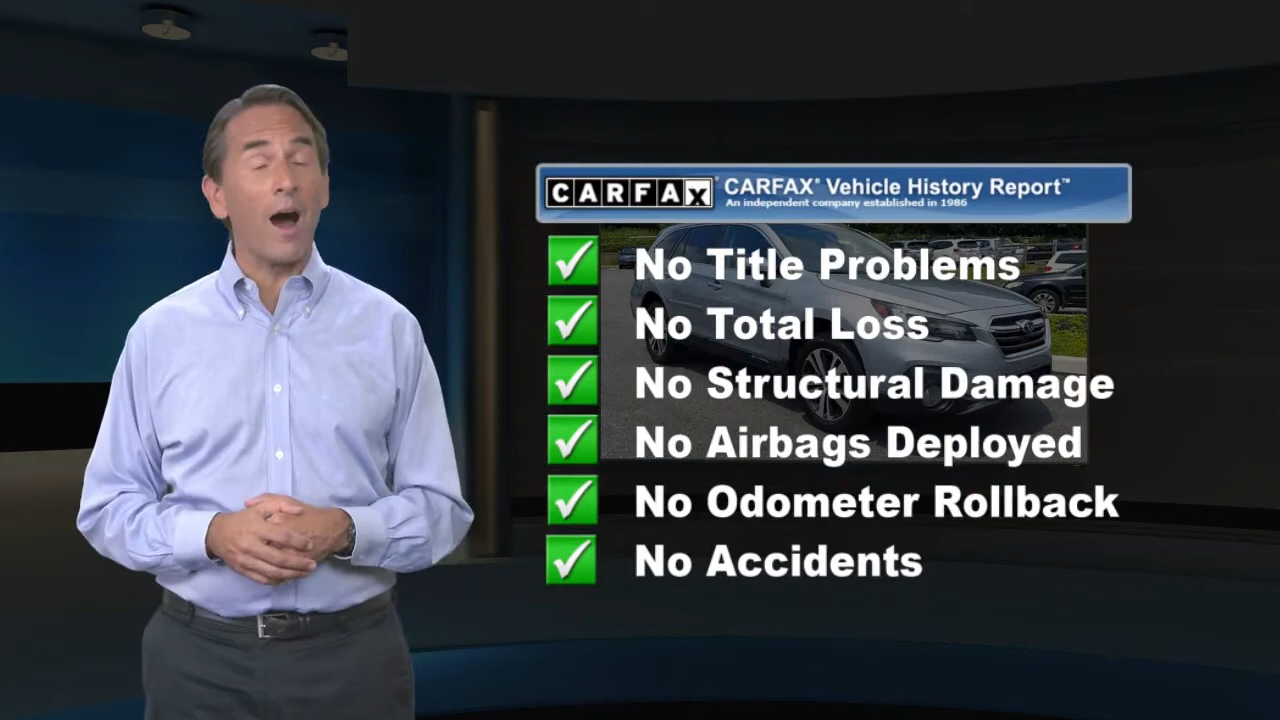 CARFAX® CARFAX® Vehicle History Report™
An independent company established in 1986
No Title Problems
No Total Loss
No Structural Damage
No Airbags Deployed
No Odometer Rollback
No Accidents